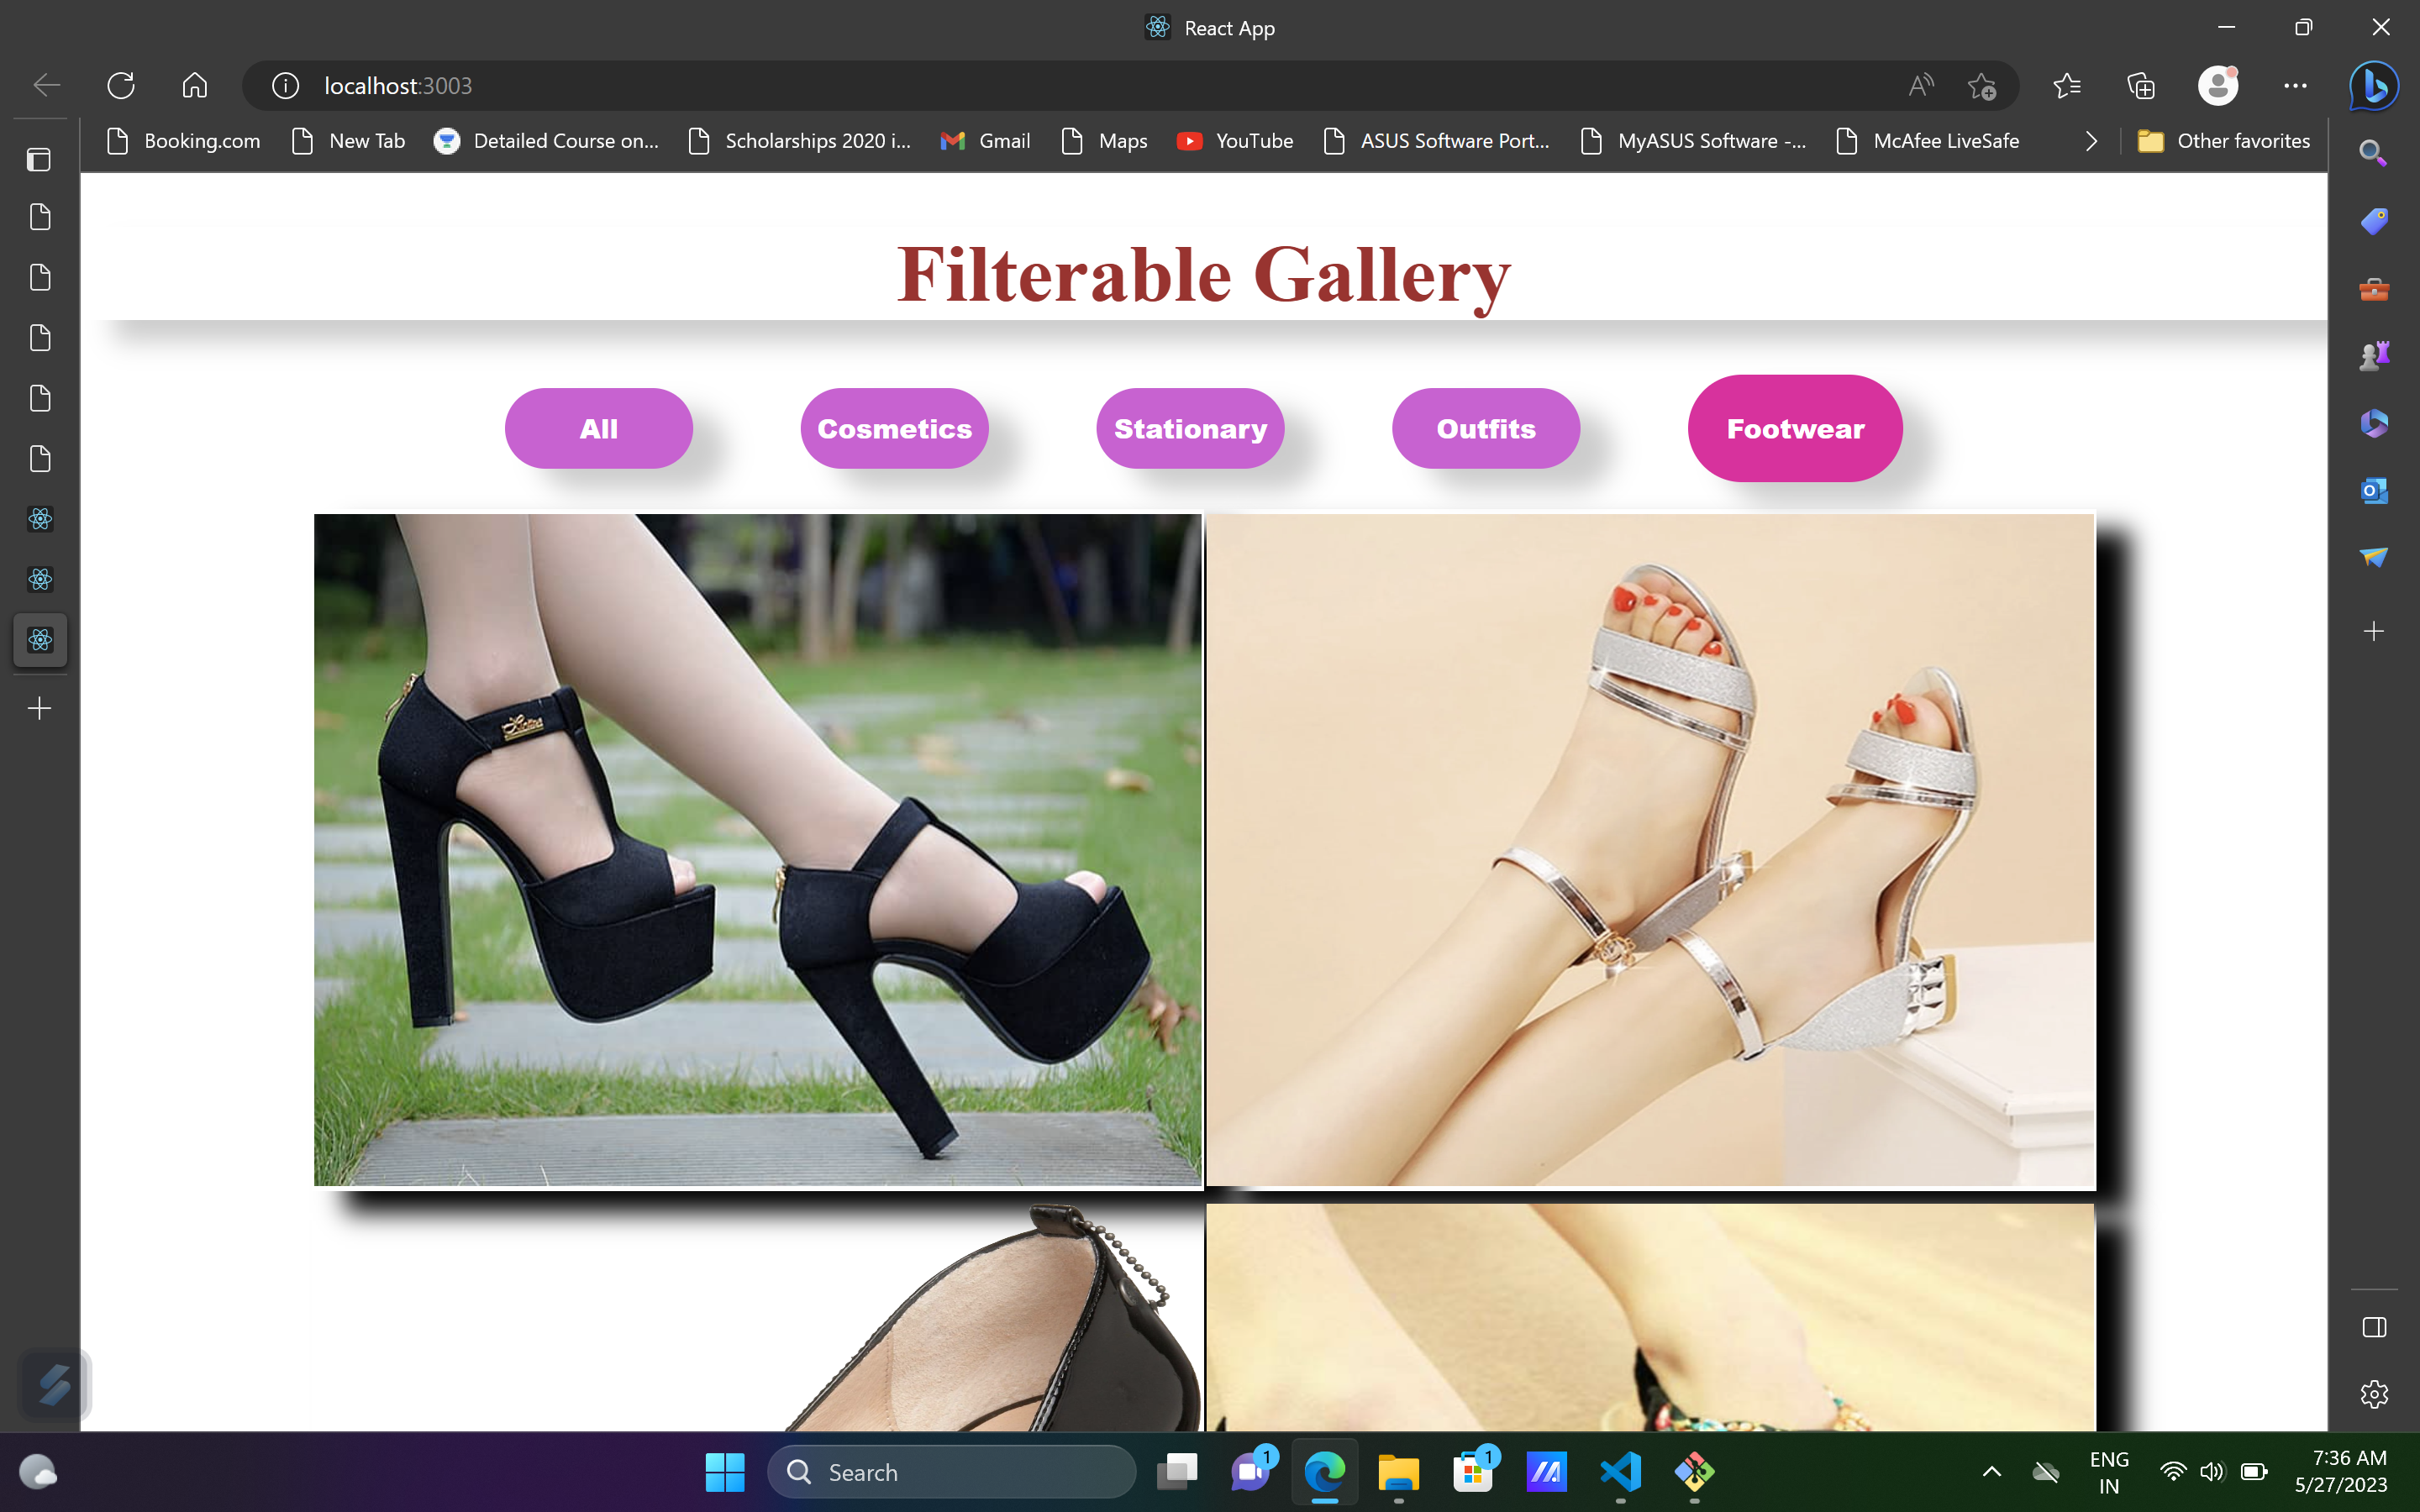 React App
localhost:3003
Booking.com
New Tab
Detailed Course on...
Scholarships 2020 i...
Gmail
Maps
YouTube
ASUS Software Port...
MyASUS Software -...
McAfee LiveSafe
Other favorites
Filterable Gallery
All
Cosmetics
Stationary
Outfits
Footwear
Search
1
1
ENG
IN
7:36 AM
5/27/2023